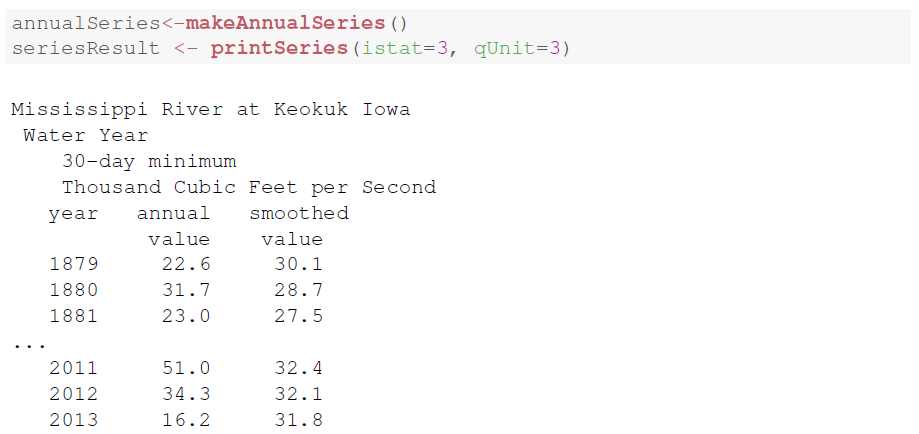 annualSeries<-makeAnnualSeries()
seriesResult <- printSeries(istat=3, qUnit=3)
Mississippi River at Keokuk Iowa
Water Year
30-day minimum
Thousand Cubic Feet per Second
year annual smoothed
value value
1879 22.6 30.1
1880 31.7 28.7
1881 23.0 27.5
...
2011 51.0 32.4
2012 34.3 32.1
2013 16.2 31.8